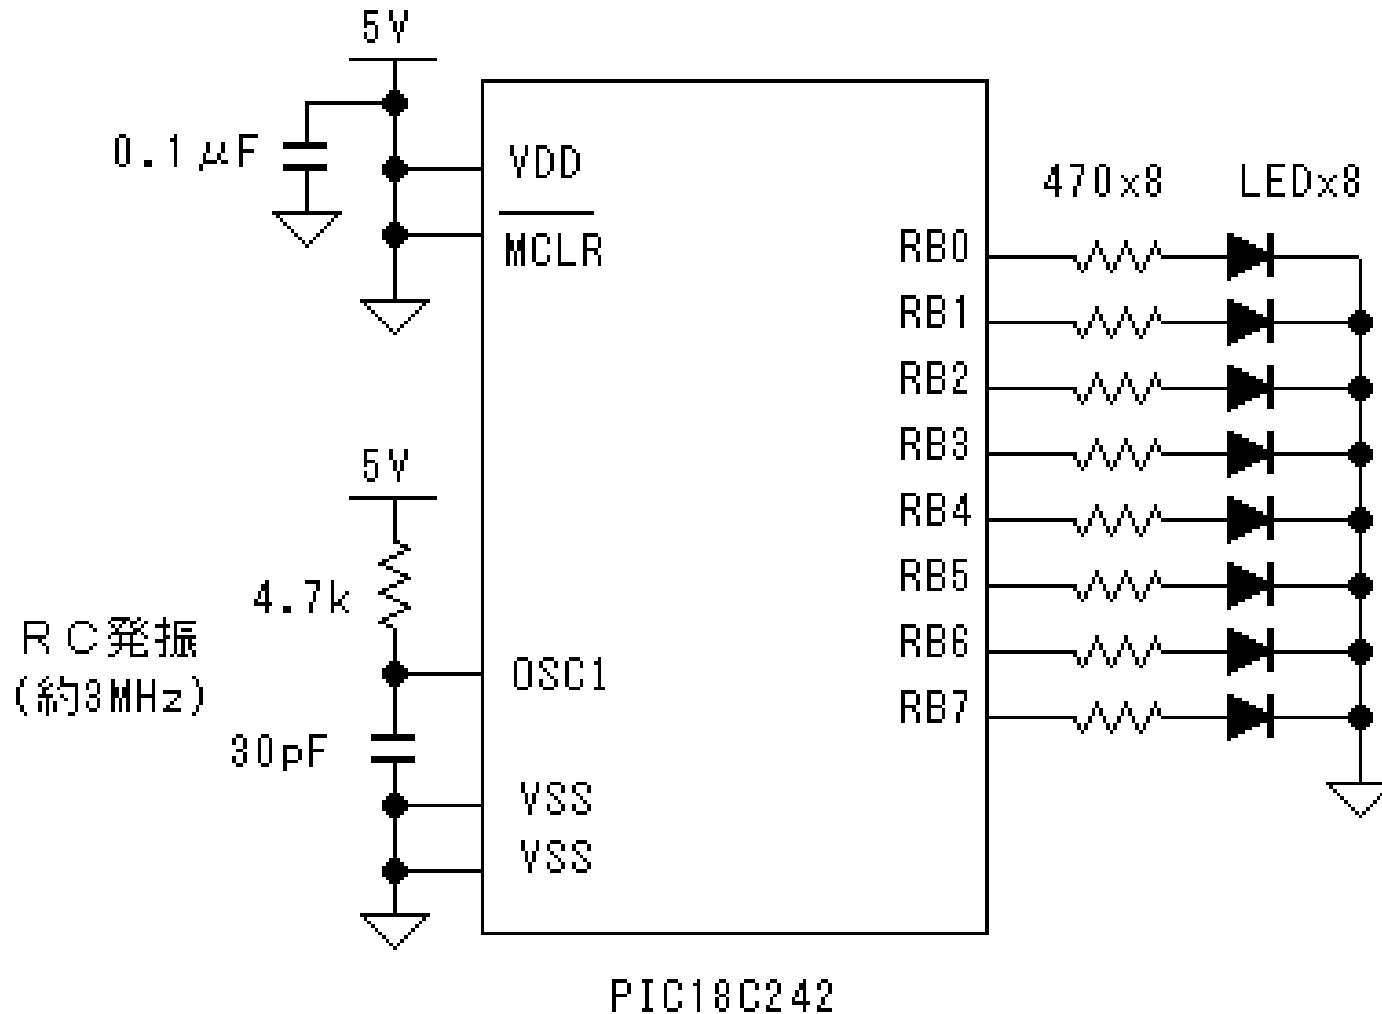 5V
0.1μF
VDD
MCLR
470x8
LEDx8
RB0
RB1
RB2
RB3
RB4
RB5
RB6
RB7
5V
4.7k
RC発振
(約3MHz)
OSC1
30pF
VSS
VSS
PIC18C242